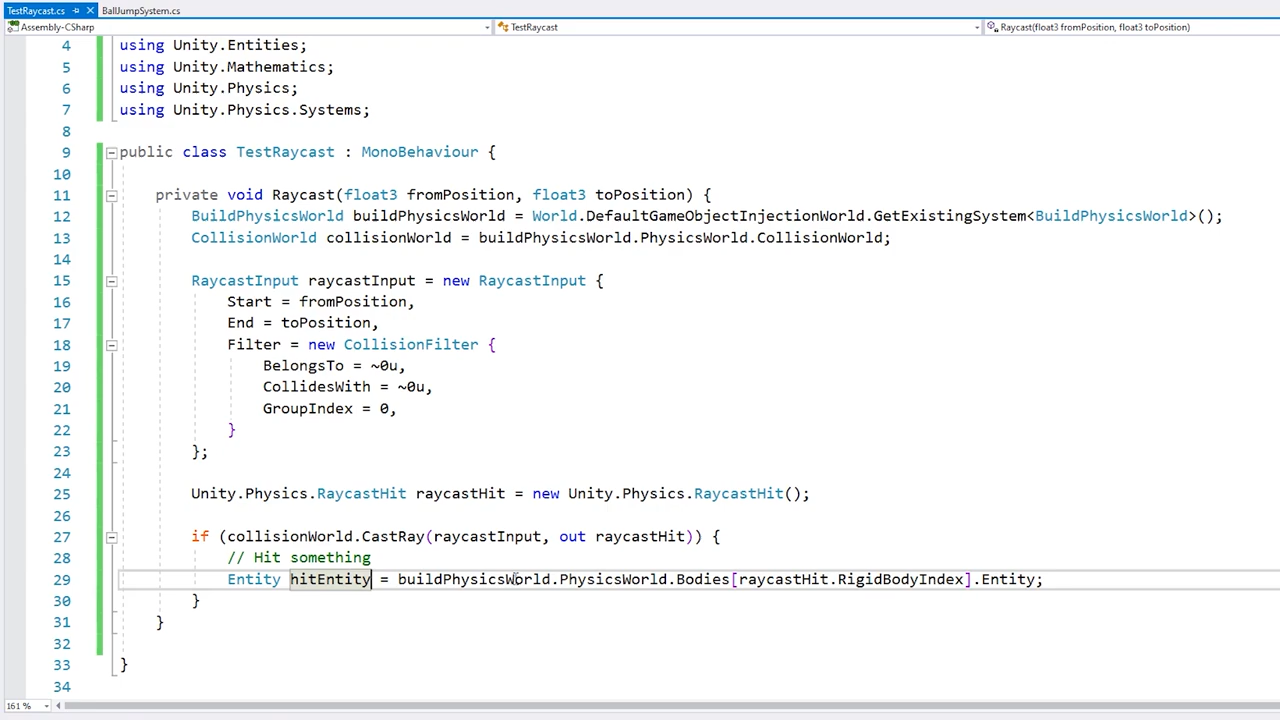 TestRaycast.cs BallJumpSystem.cs
Assembly-CSharp TestRaycast Raycast(float3 fromPosition, float3 toPosition)
4 using Unity.Entities;
5 using Unity.Mathematics;
6 using Unity.Physics;
7 using Unity.Physics.Systems;
8
9 public class TestRaycast : MonoBehaviour {
10
11 private void Raycast(float3 fromPosition, float3 toPosition) {
12 BuildPhysicsWorld buildPhysicsWorld = World.DefaultGameObjectInjectionWorld.GetExistingSystem<BuildPhysicsWorld>();
13 CollisionWorld collisionWorld = buildPhysicsWorld.PhysicsWorld.CollisionWorld;
14
15 RaycastInput raycastInput = new RaycastInput {
16 Start = fromPosition,
17 End = toPosition,
18 Filter = new CollisionFilter {
19 BelongsTo = ~0u,
20 CollidesWith = ~0u,
21 GroupIndex = 0,
22 }
23 };
24
25 Unity.Physics.RaycastHit raycastHit = new Unity.Physics.RaycastHit();
26
27 if (collisionWorld.CastRay(raycastInput, out raycastHit)) {
28 // Hit something
29 Entity hitEntity = buildPhysicsWorld.PhysicsWorld.Bodies[raycastHit.RigidBodyIndex].Entity;
30 }
31 }
32
33 }
34
161 %